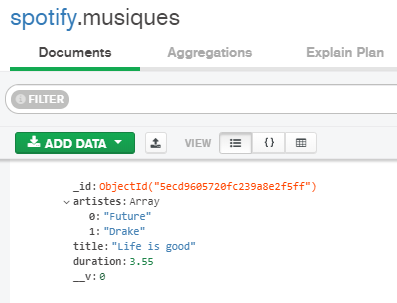 spotify.musiques
Documents Aggregations Explain Plan
FILTER
ADD DATA VIEW {}
_id: ObjectId("5ecd9605720fc239a8e2f5ff")
artistes: Array
0: "Future"
1: "Drake"
title: "Life is good"
duration: 3.55
__v: 0